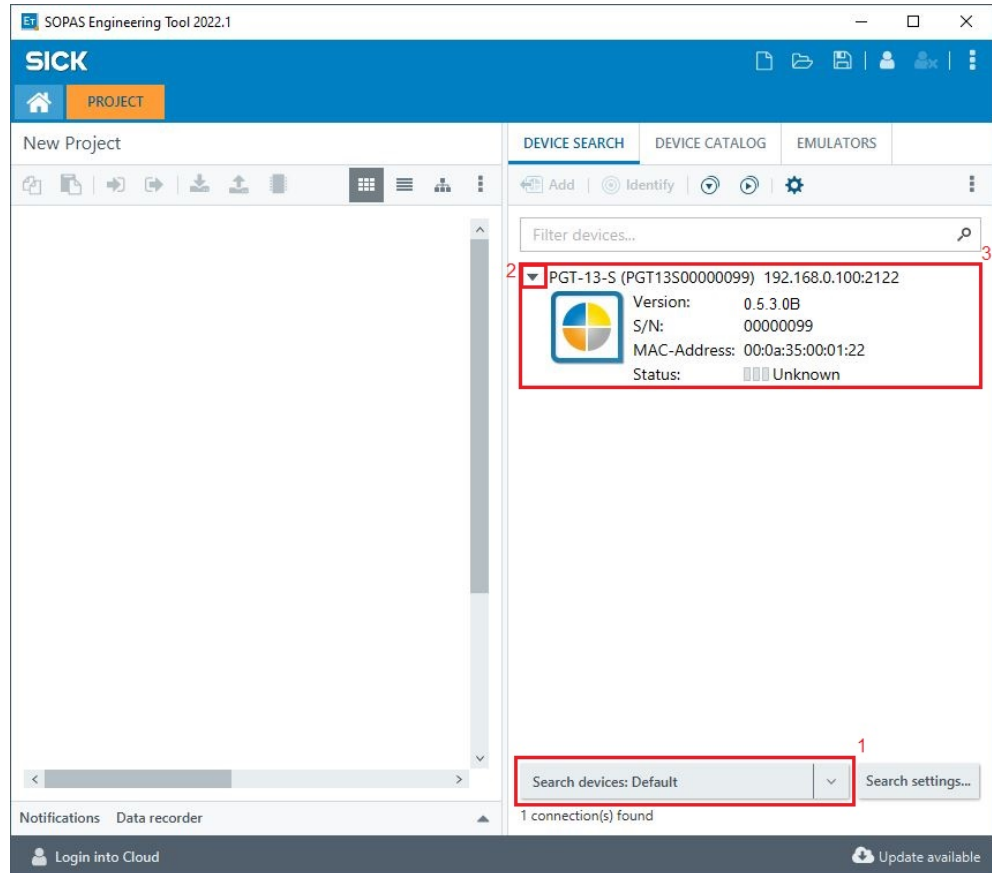 SOPAS Engineering Tool 2022.1
SICK
PROJECT
New Project
DEVICE SEARCH DEVICE CATALOG EMULATORS
Add Identify
Filter devices...
3
2
PGT-13-S (PGT13S00000099) 192.168.0.100:2122
Version: 0.5.3.0B
S/N: 00000099
MAC-Address: 00:0a:35:00:01:22
Status: Unknown
1
Search devices: Default
Search settings...
1 connection(s) found
Notifications Data recorder
Login into Cloud
Update available